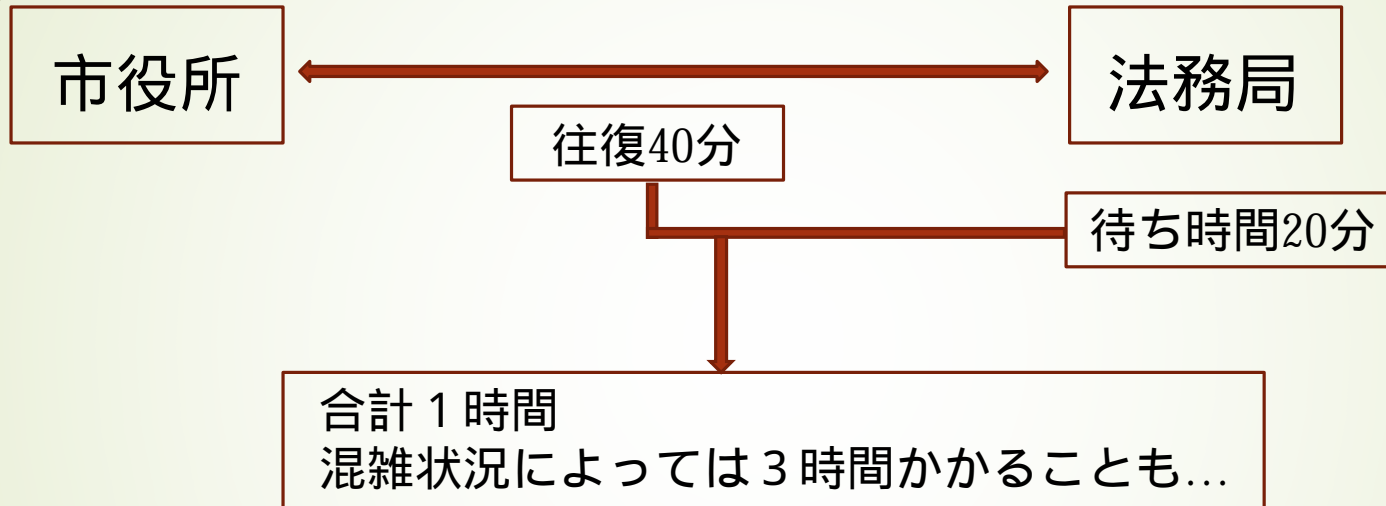 市役所
法務局
往復40分
待ち時間20分
合計１時間
混雑状況によっては３時間かかることも…